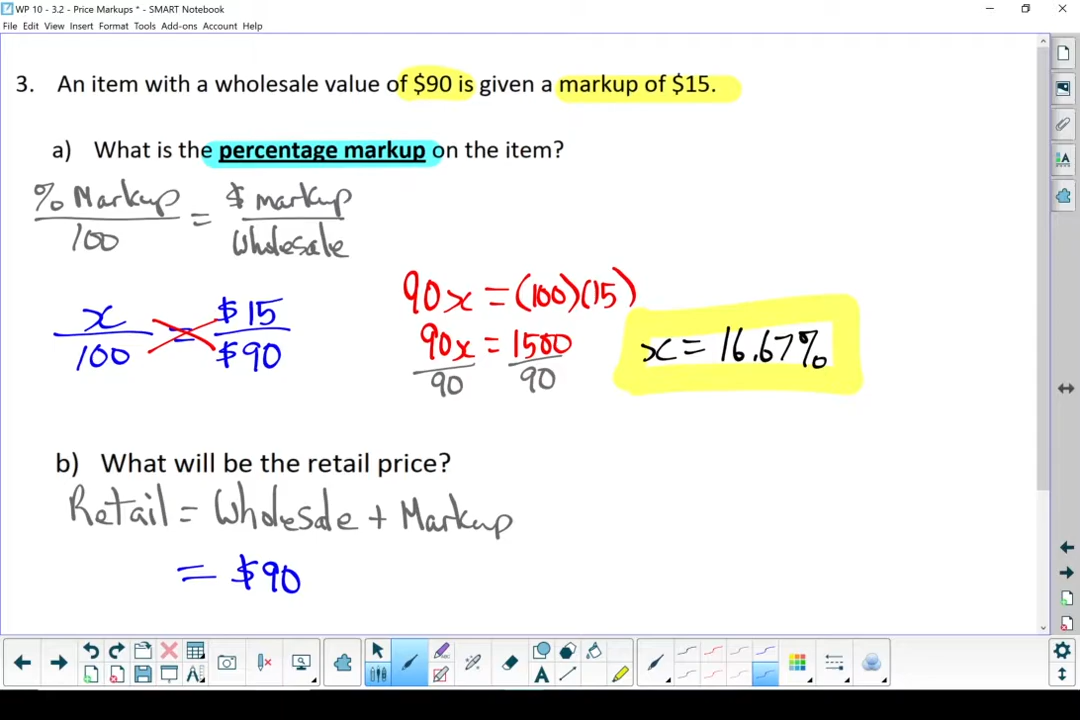 WP 10 - 3.2 - Price Markups * - SMART Notebook
File Edit View Insert Format Tools Add-ons Account Help
3. An item with a wholesale value of $90 is given a markup of $15.
a) What is the percentage markup on the item?
% Markup / 100 = $ markup / Wholesale
x / 100 = $15 / $90
90x = (100)(15)
90x / 90 = 1500 / 90
x = 16.67%
b) What will be the retail price?
Retail = Wholesale + Markup
= $90